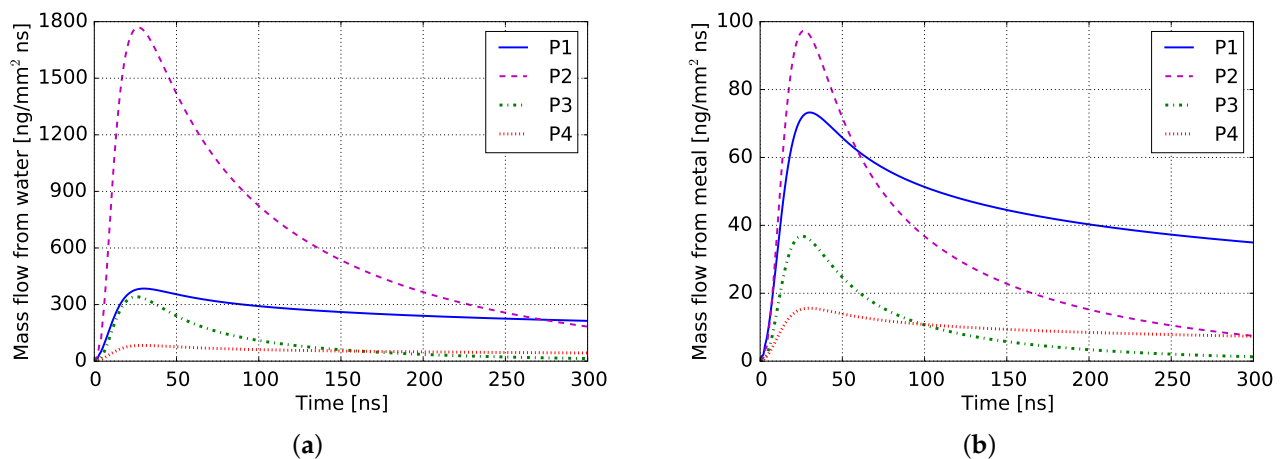 1800
1500
1200
900
600
300
0
Mass flow from water [ng/mm² ns]
P1
P2
P3
P4
0 50 100 150 200 250 300
Time [ns]
(a)
100
80
60
40
20
0
Mass flow from metal [ng/mm² ns]
P1
P2
P3
P4
0 50 100 150 200 250 300
Time [ns]
(b)